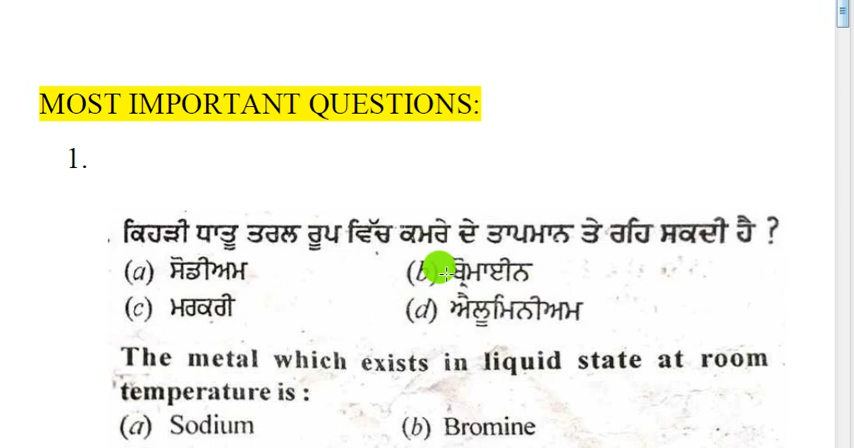 MOST IMPORTANT QUESTIONS:
1.
ਕਿਹੜੀ ਧਾਤੂ ਤਰਲ ਰੂਪ ਵਿੱਚ ਕਮਰੇ ਦੇ ਤਾਪਮਾਨ ਤੇ ਰਹਿ ਸਕਦੀ ਹੈ ?
(a) ਸੋਡੀਅਮ (b) ਬ੍ਰੋਮਾਈਨ
(c) ਮਰਕਰੀ (d) ਐਲੂਮਿਨੀਅਮ
The metal which exists in liquid state at room
temperature is :
(a) Sodium (b) Bromine